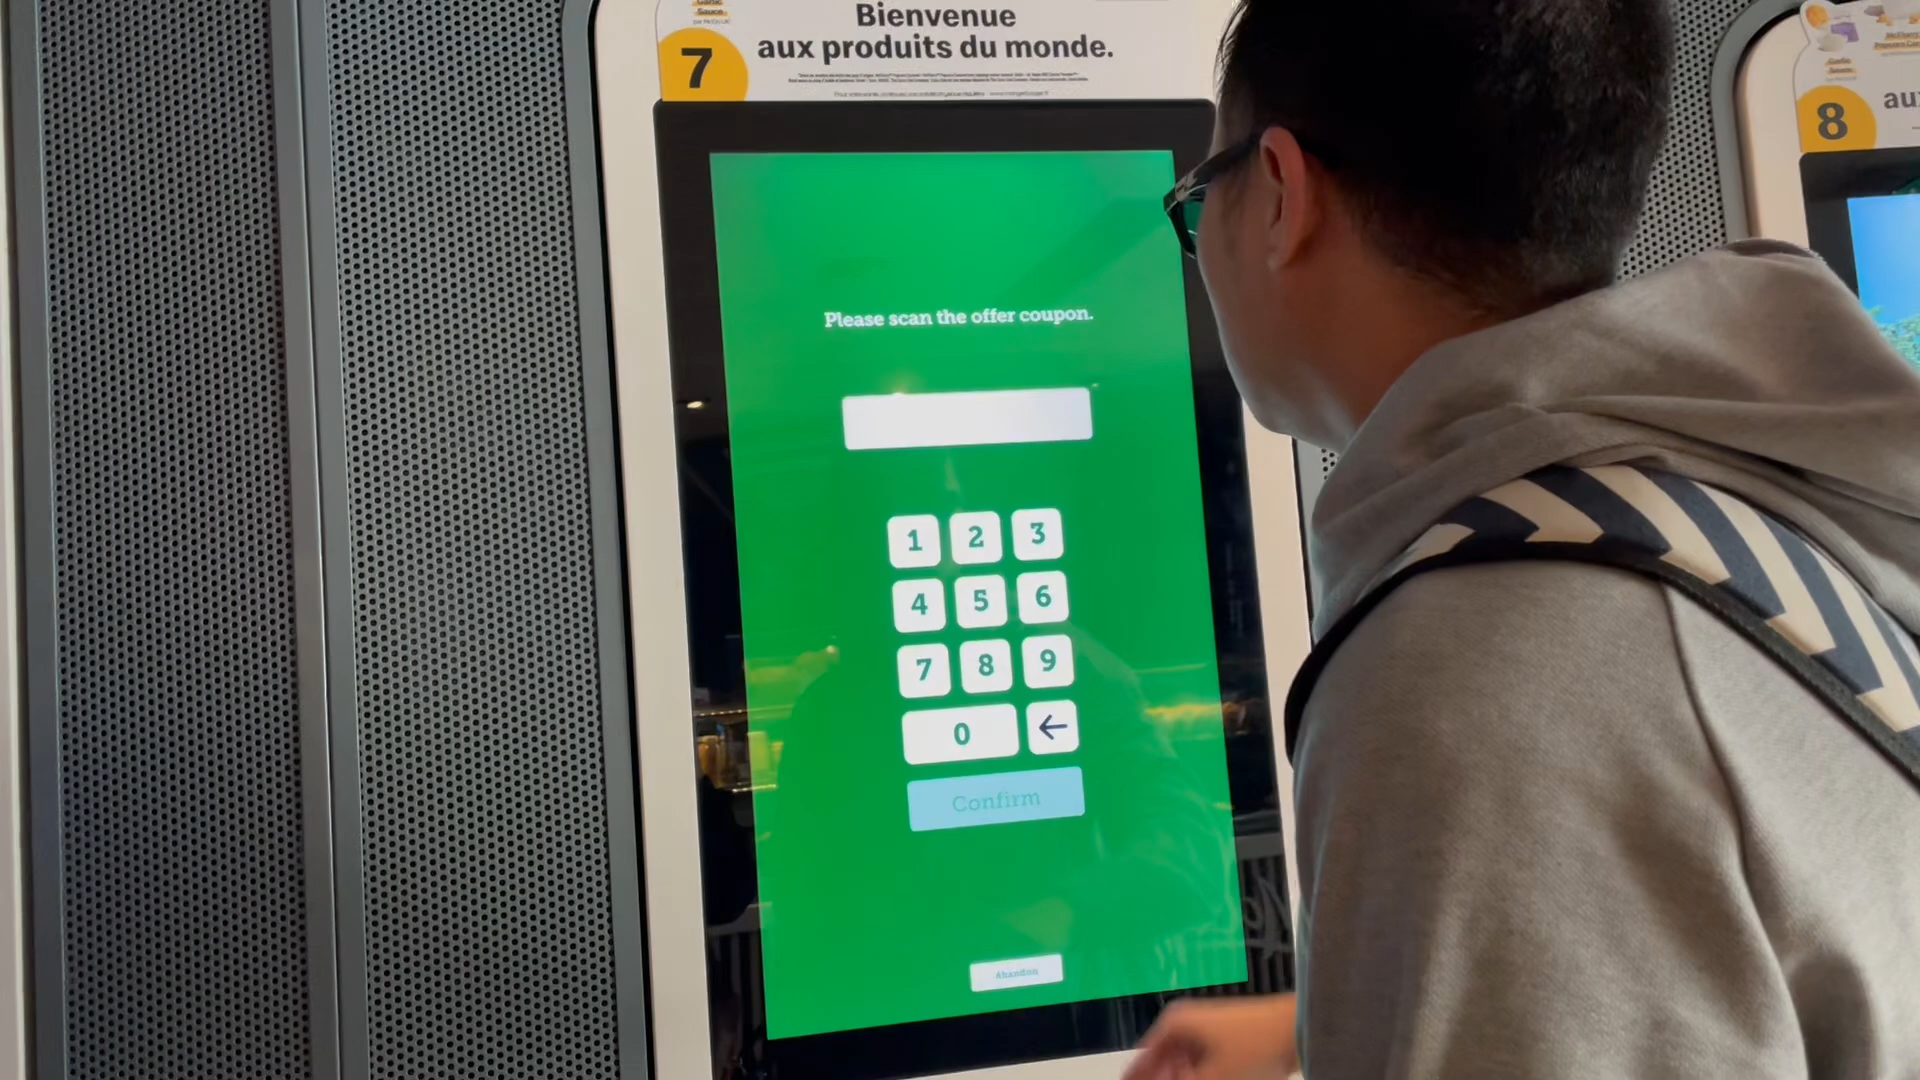 Sauce
7
Bienvenue
aux produits du monde.
Please scan the offer coupon.
1 2 3
4 5 6
7 8 9
0 ←
Confirm
Abandon
8
au